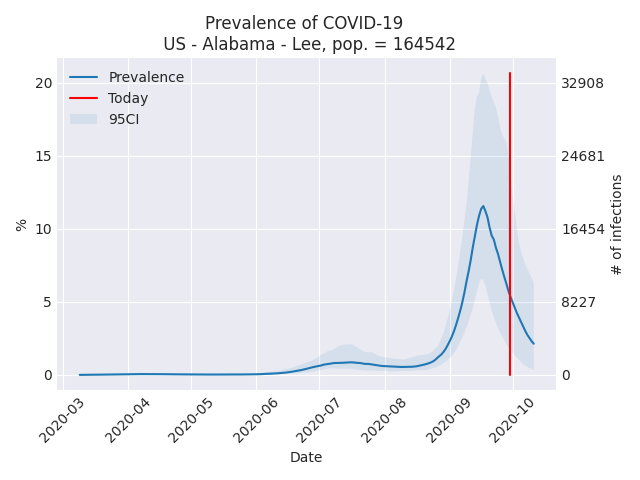 Prevalence of COVID-19
US - Alabama - Lee, pop. = 164542
Prevalence
Today
95CI
%
20
15
10
5
0
32908
24681
16454
8227
0
# of infections
2020-03
2020-04
2020-05
2020-06
2020-07
2020-08
2020-09
2020-10
Date